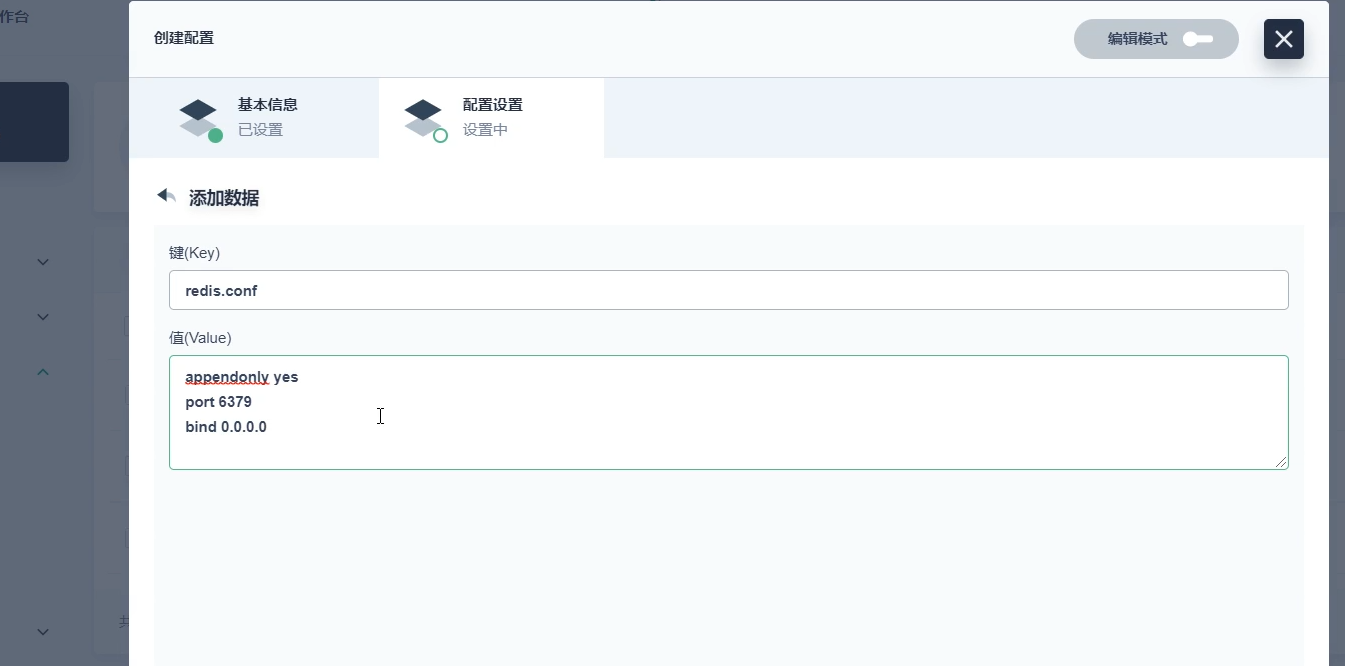 作台
创建配置
编辑模式
基本信息
已设置
配置设置
设置中
添加数据
键(Key)
redis.conf
值(Value)
appendonly yes
port 6379
bind 0.0.0.0
共